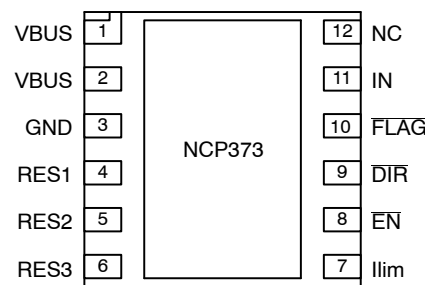 VBUS 1 12 NC
VBUS 2 11 IN
GND 3 10 FLAG
NCP373
RES1 4 9 DIR
RES2 5 8 EN
RES3 6 7 Ilim